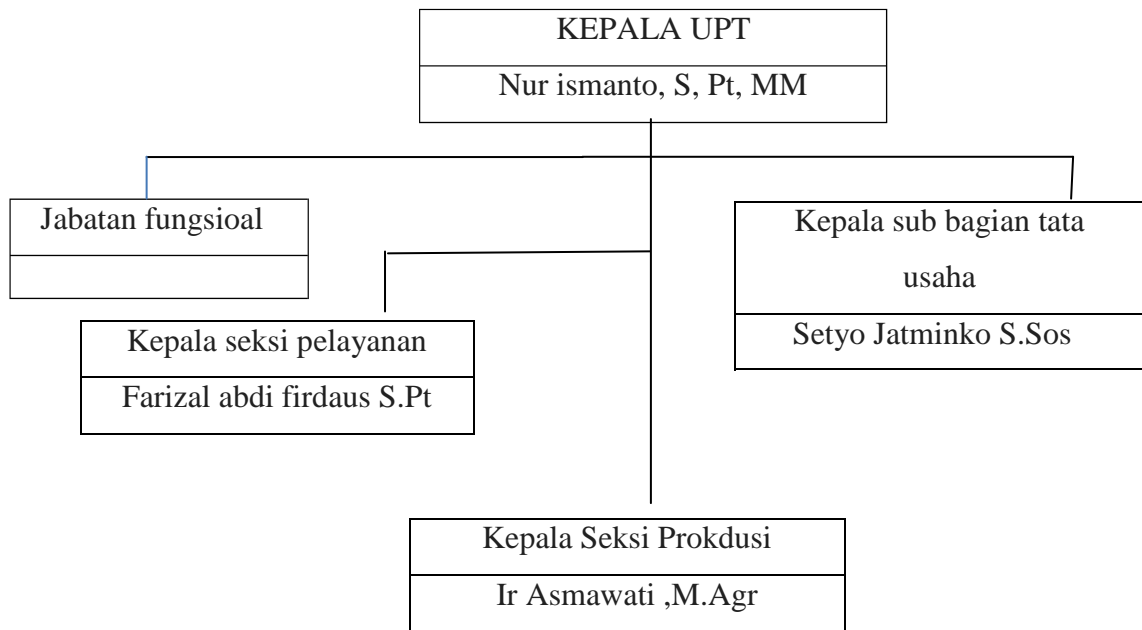 KEPALA UPT
Nur ismanto, S, Pt, MM
Jabatan fungsioal
Kepala sub bagian tata
usaha
Setyo Jatminko S.Sos
Kepala seksi pelayanan
Farizal abdi firdaus S.Pt
Kepala Seksi Prokdusi
Ir Asmawati ,M.Agr